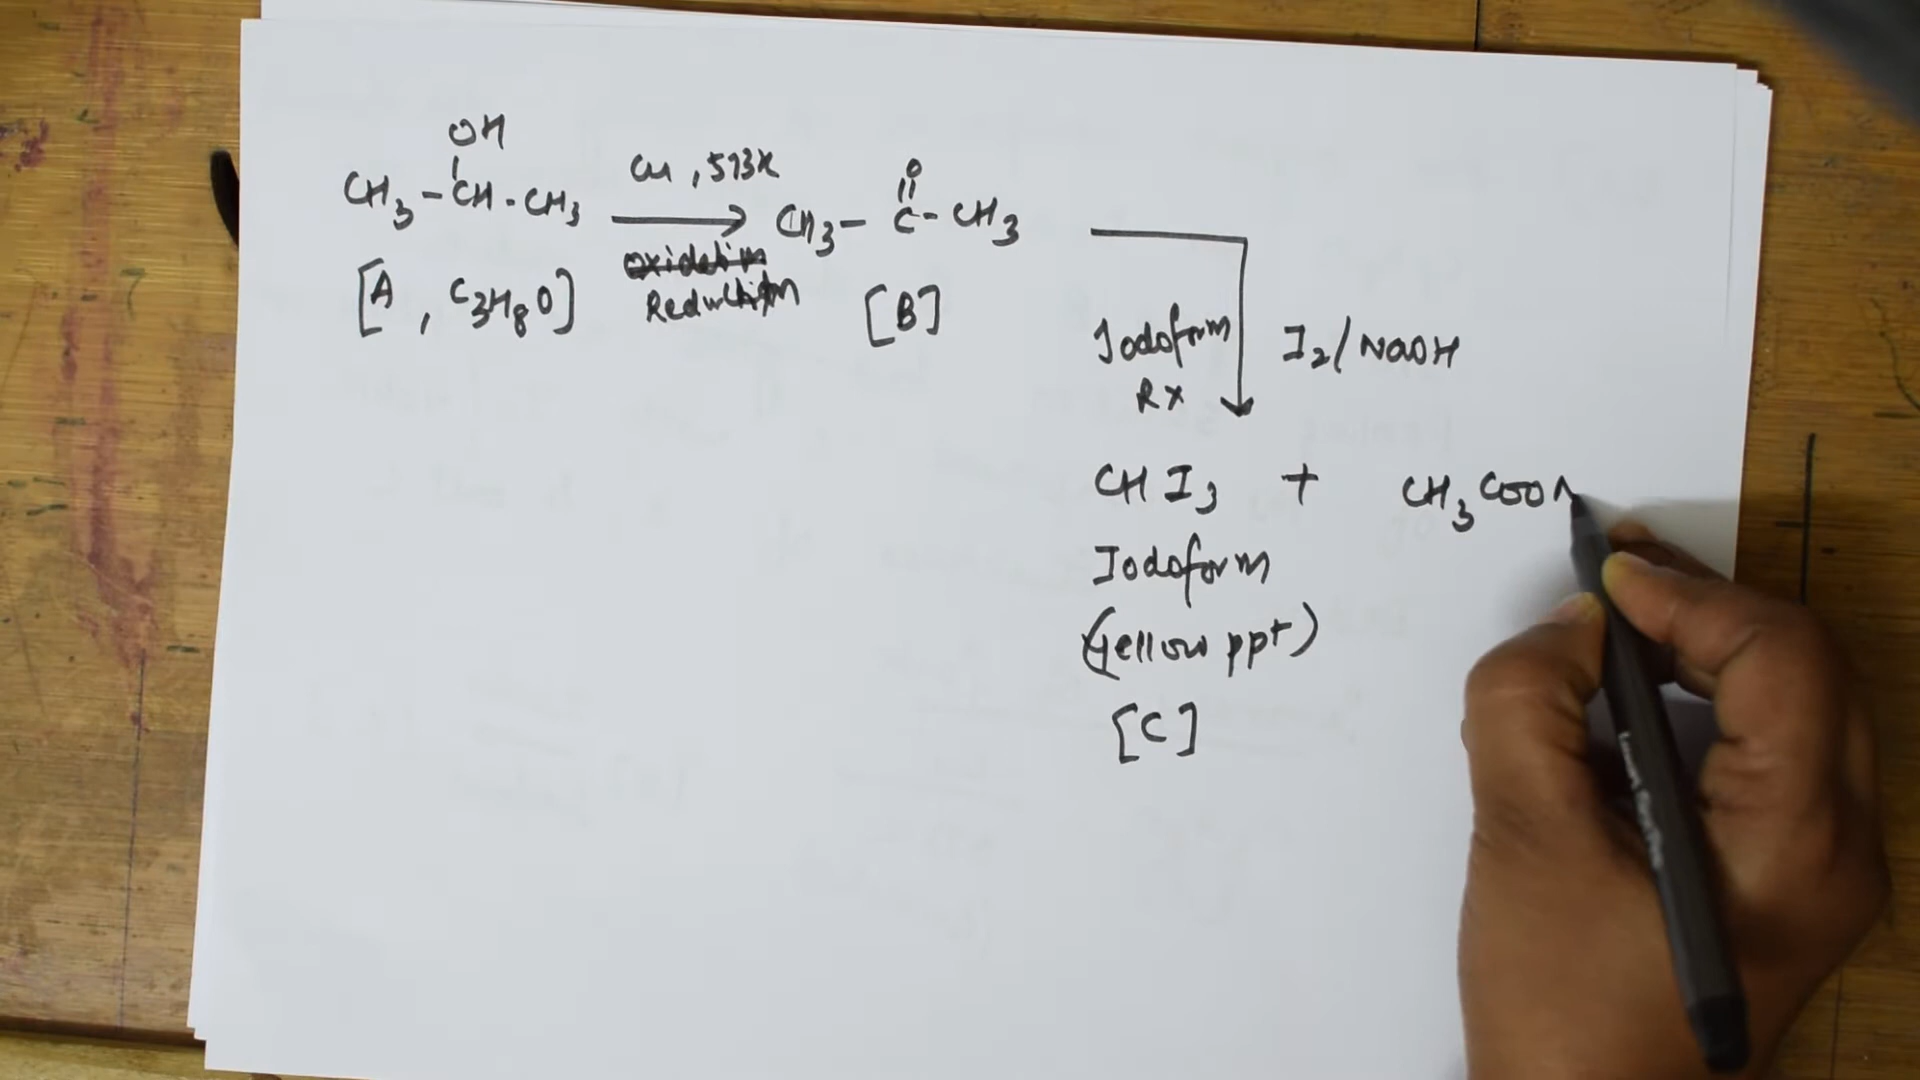 OH
CH3-CH-CH3
[A, C3H8O]
Cu, 573K
oxidation
Reduction
O
CH3-C-CH3
[B]
Iodoform
Rx
I2/NaOH
CHI3 + CH3COON
Iodoform
(yellow ppt)
[C]